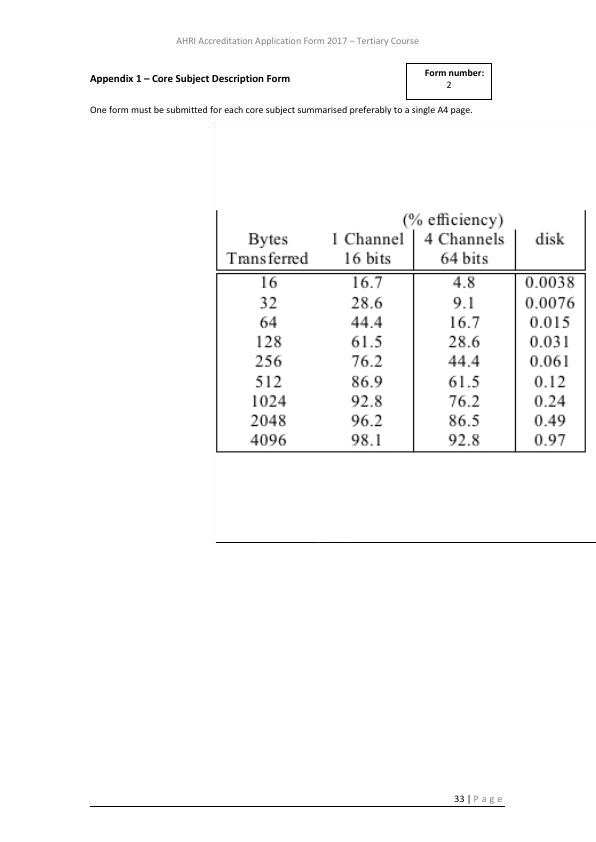 AHRI Accreditation Application Form 2017 – Tertiary Course
Appendix 1 – Core Subject Description Form
Form number:
2
One form must be submitted for each core subject summarised preferably to a single A4 page.
(% efficiency)
Bytes 1 Channel 4 Channels disk
Transferred 16 bits 64 bits
16 16.7 4.8 0.0038
32 28.6 9.1 0.0076
64 44.4 16.7 0.015
128 61.5 28.6 0.031
256 76.2 44.4 0.061
512 86.9 61.5 0.12
1024 92.8 76.2 0.24
2048 96.2 86.5 0.49
4096 98.1 92.8 0.97
33 | Page